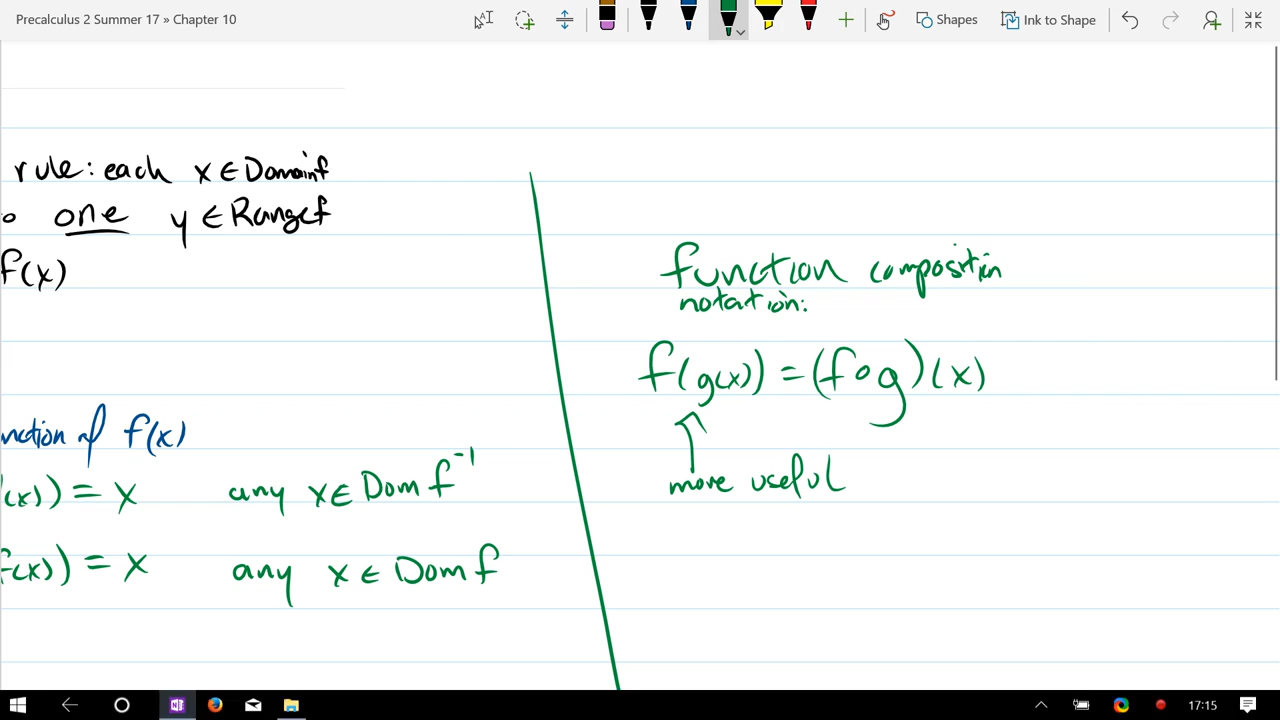 Precalculus 2 Summer 17 » Chapter 10
Shapes
Ink to Shape
rule: each x ∈ Domain f
o one y ∈ Range f
f(x)
nction of f(x)
(x)) = x any x ∈ Dom f⁻¹
f(x)) = x any x ∈ Dom f
function compositin
notation:
f(g(x)) = (f∘g)(x)
more useful
17:15